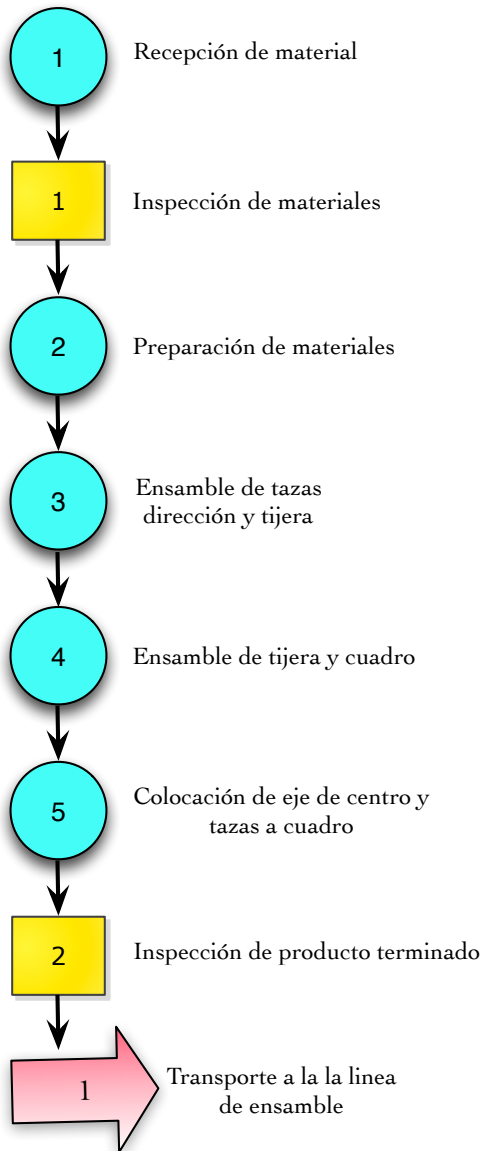 1
Recepción de material
1
Inspección de materiales
2
Preparación de materiales
3
Ensamble de tazas
dirección y tijera
4
Ensamble de tijera y cuadro
5
Colocación de eje de centro y
tazas a cuadro
2
Inspección de producto terminado
1
Transporte a la la linea
de ensamble